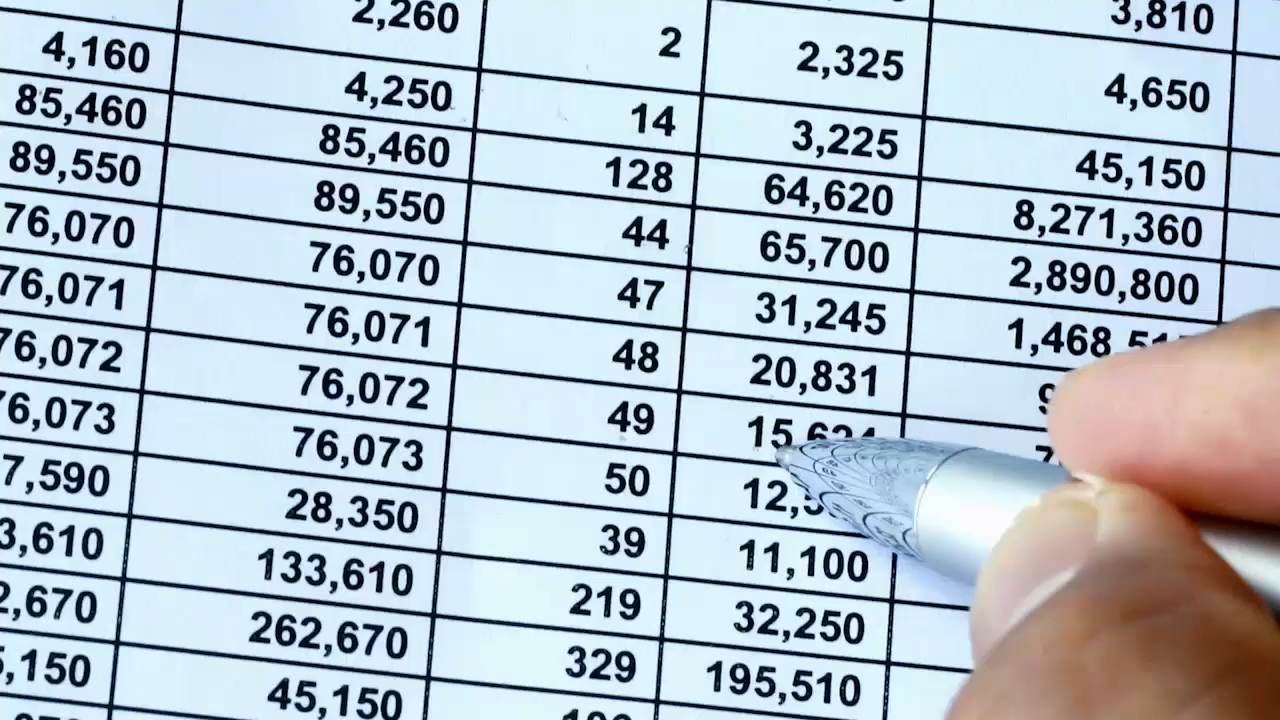 3,810
2,260 2 2,325 4,650
4,160 4,250 14 3,225 45,150
85,460 85,460 128 64,620 8,271,360
89,550 89,550 44 65,700 2,890,800
76,070 76,070 47 31,245 1,468
76,071 76,071 48 20,831
76,072 76,072 49
76,073 76,073 50
7,590 28,350 39 11,100
3,610 133,610 219 32,250
2,670 262,670 329 195,510
5,150 45,150